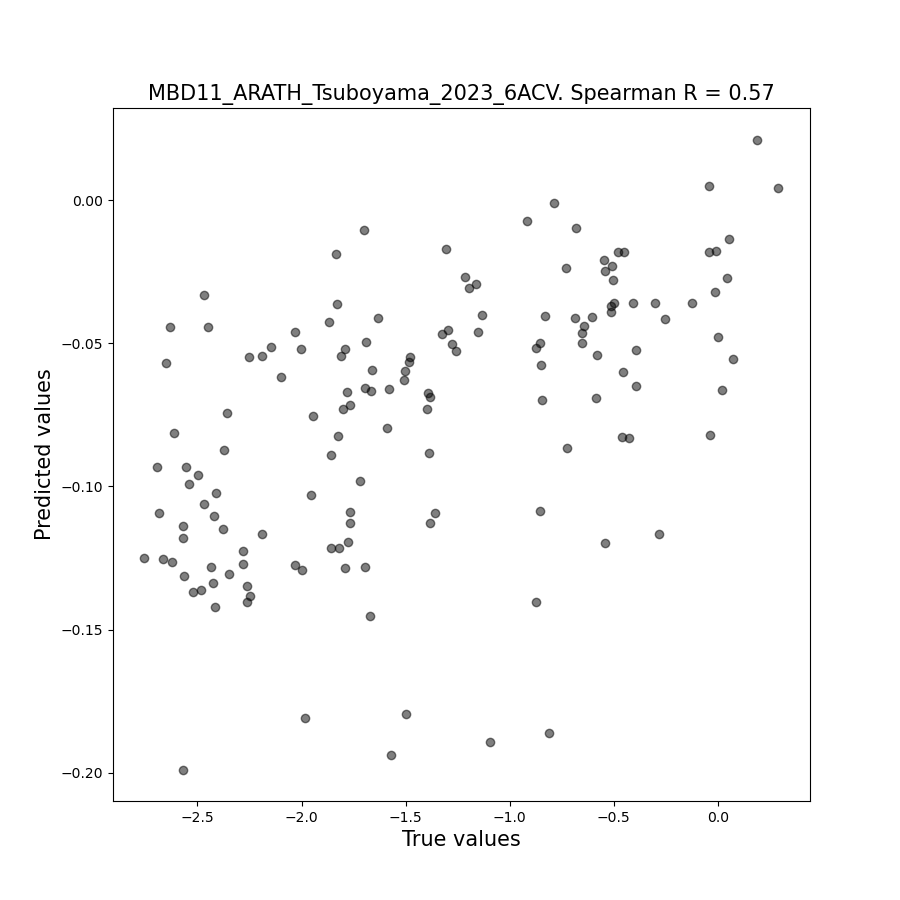 MBD11_ARATH_Tsuboyama_2023_6ACV. Spearman R = 0.57
0.00
−0.05
−0.10
−0.15
−0.20
Predicted values
−2.5 −2.0 −1.5 −1.0 −0.5 0.0
True values